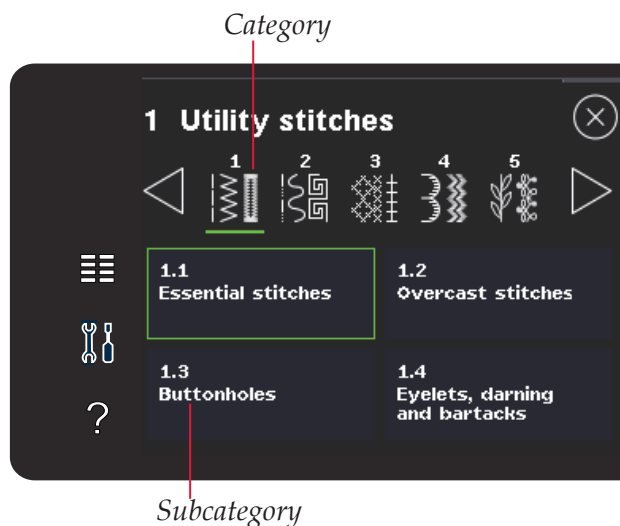 Category
1 Utility stitches
1 2 3 4 5
1.1
Essential stitches
1.2
Overcast stitches
1.3
Buttonholes
1.4
Eyelets, darning
and bartacks
?
Subcategory